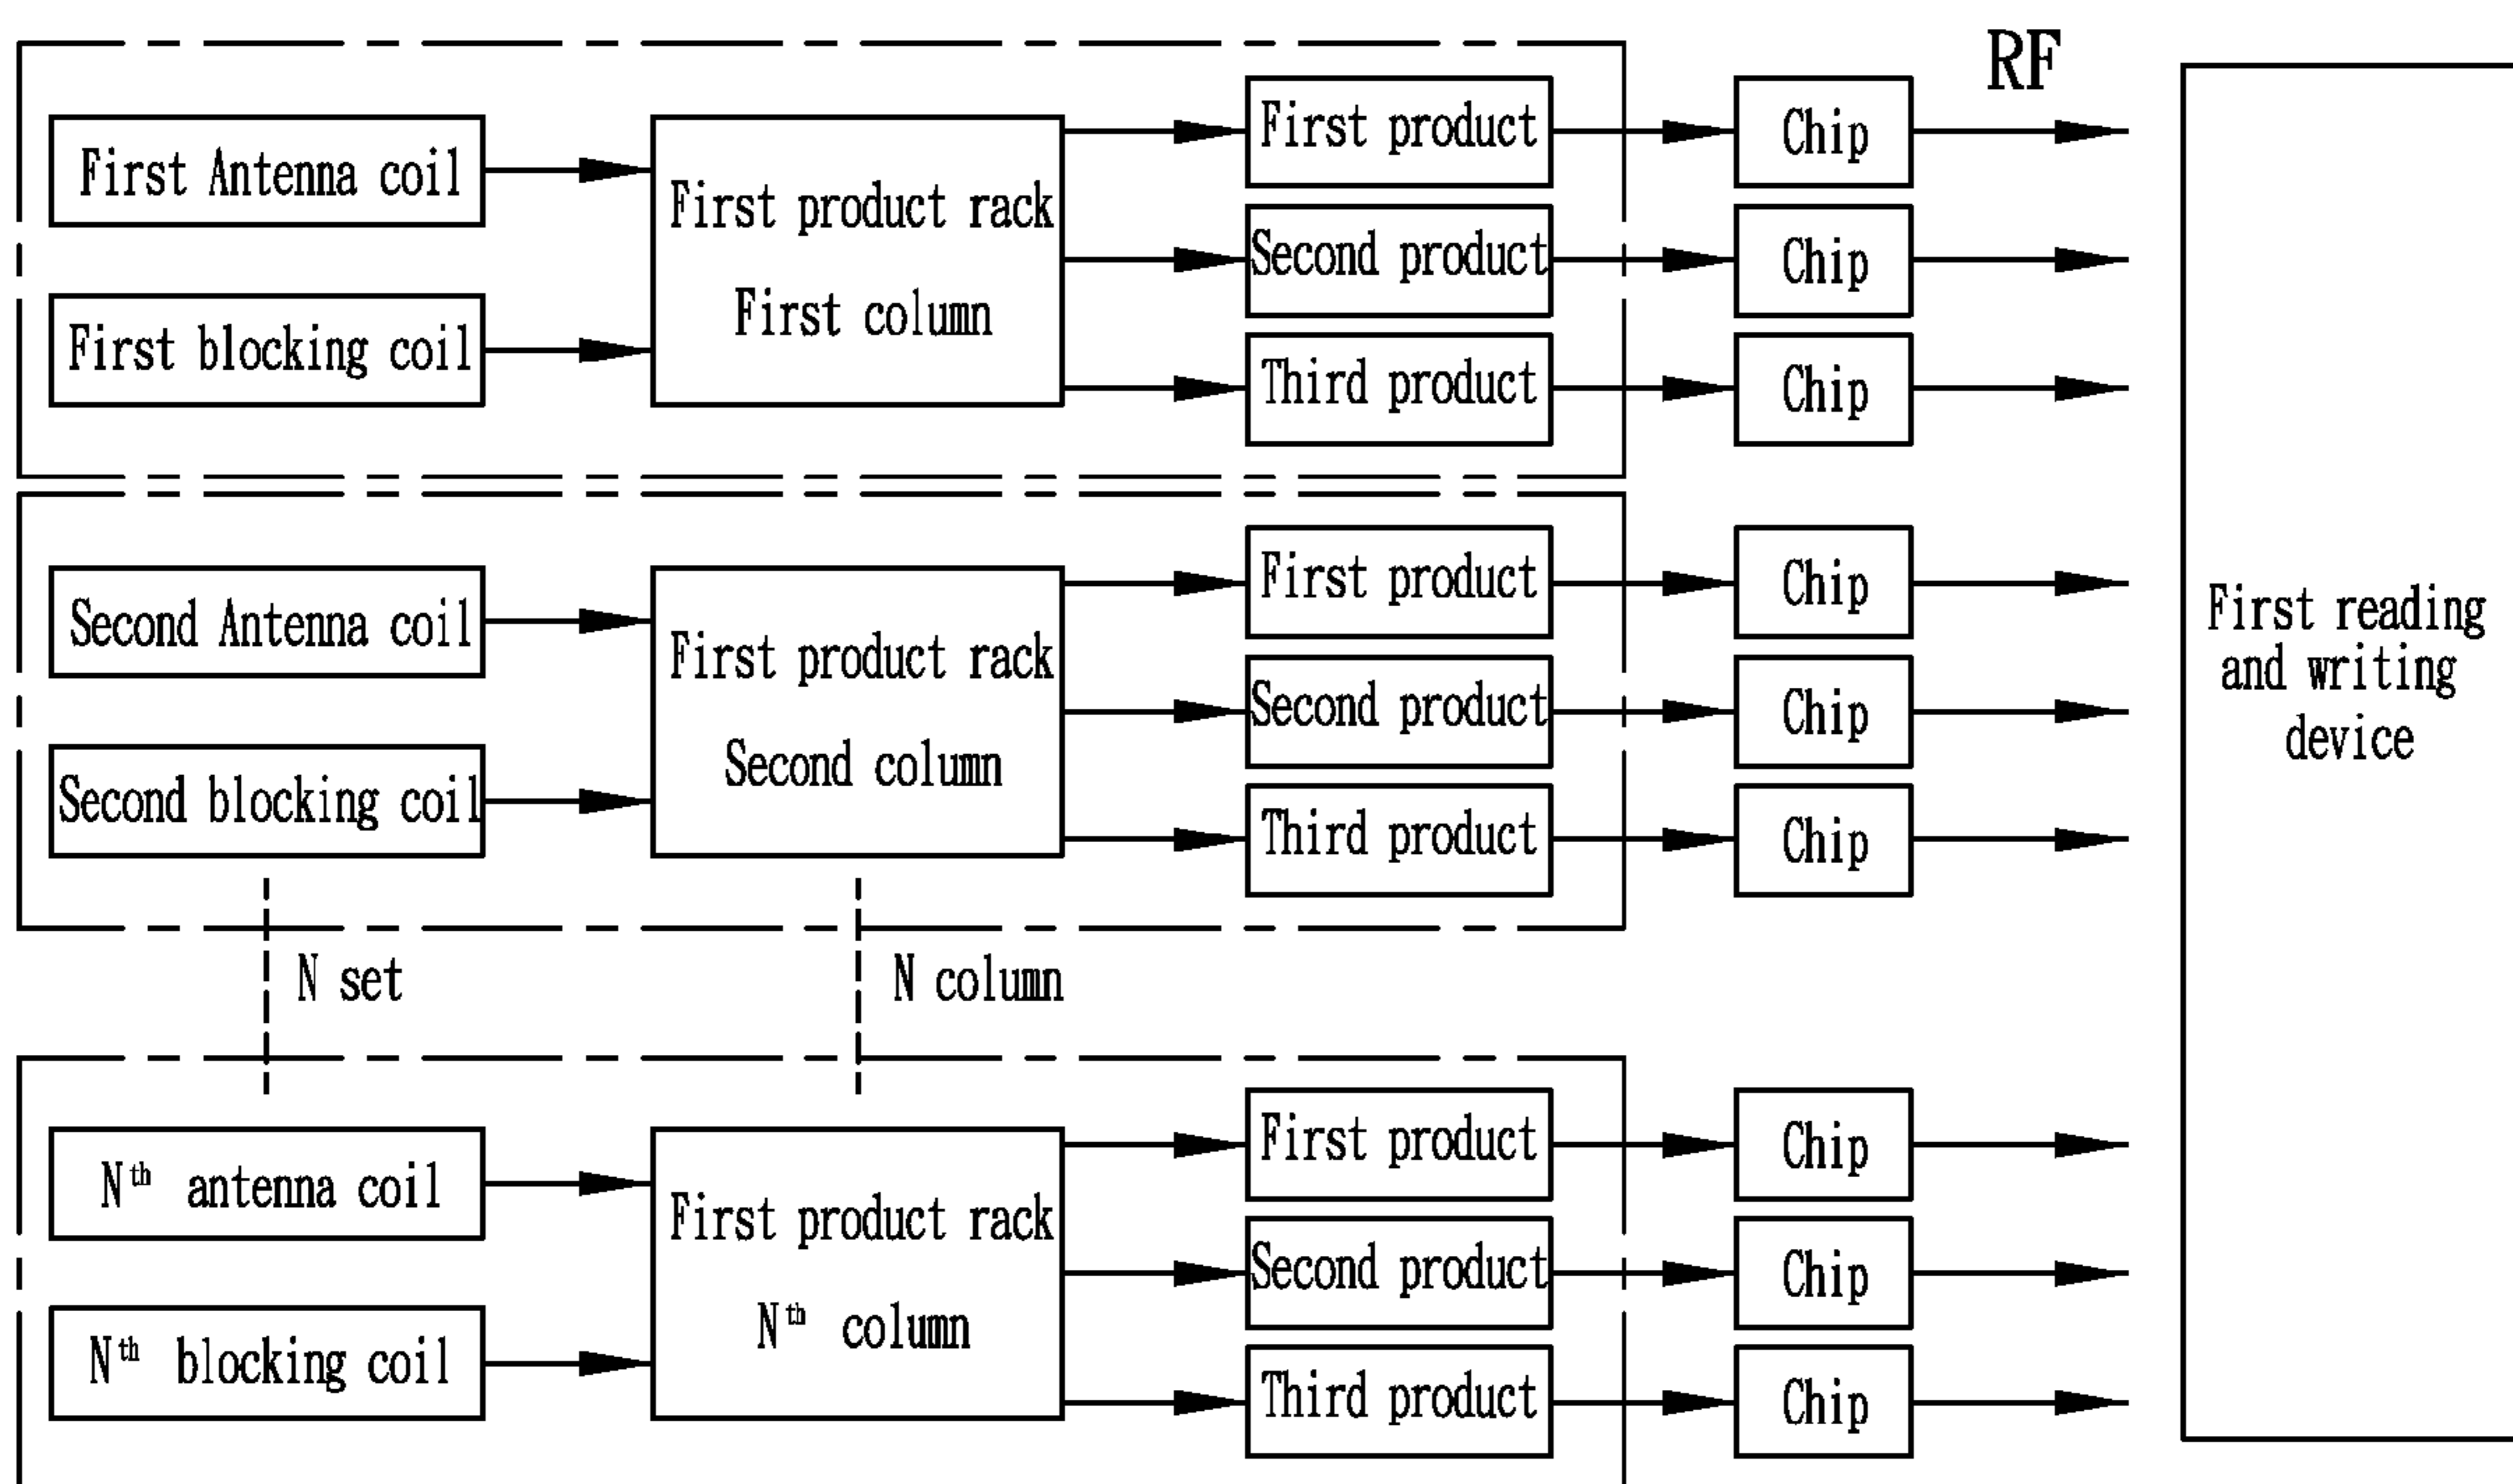 RF
First Antenna coil
First blocking coil
First product rack
First column
First product
Second product
Third product
Chip
Chip
Chip
Second Antenna coil
Second blocking coil
First product rack
Second column
First product
Second product
Third product
Chip
Chip
Chip
First reading
and writing
device
N set
N column
Nth antenna coil
Nth blocking coil
First product rack
Nth column
First product
Second product
Third product
Chip
Chip
Chip